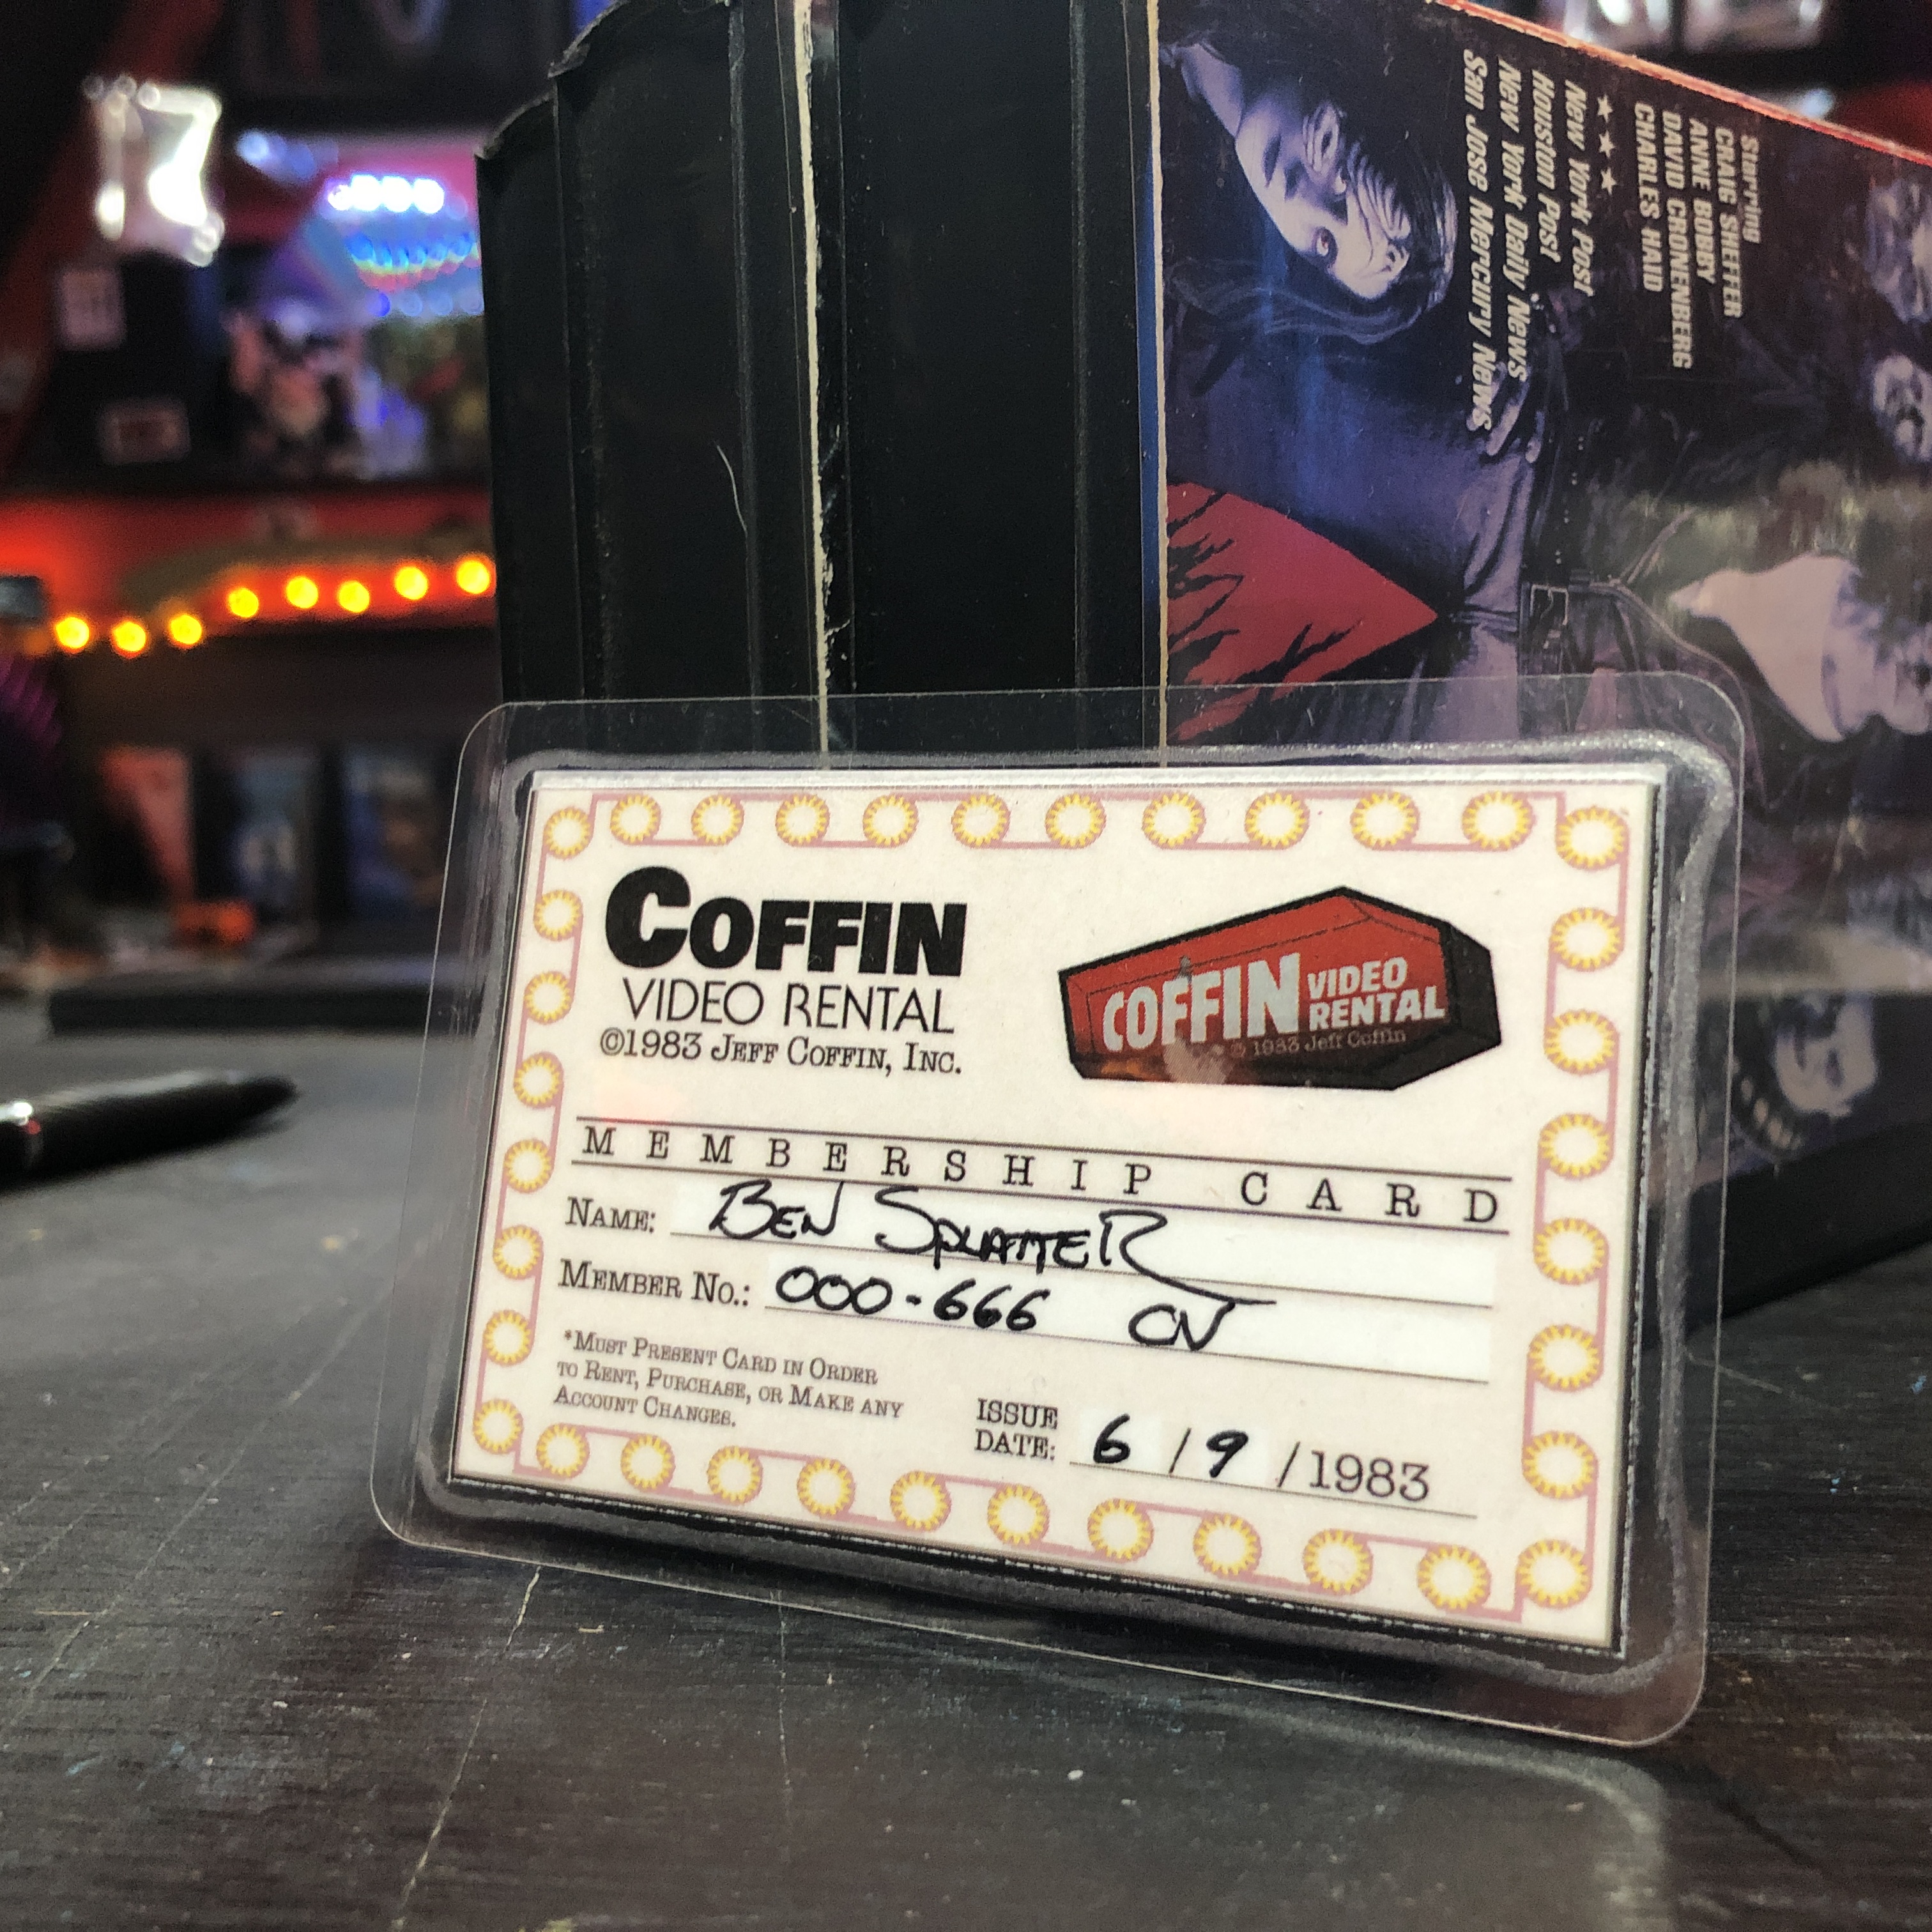 Starring
CRAIG SHEFFER
ANNE BOBBY
DAVID CRONENBERG
CHARLES HAID
★★★
New York Post
Houston Post
New York Daily News
San Jose Mercury News
COFFIN
VIDEO RENTAL
©1983 JEFF COFFIN, INC.
COFFIN VIDEO
RENTAL
© 1983 Jeff Coffin
MEMBERSHIP CARD
NAME: BEN SPLATTER
MEMBER NO.: 000-666 CV
*MUST PRESENT CARD IN ORDER
TO RENT, PURCHASE, OR MAKE ANY
ACCOUNT CHANGES.
ISSUE
DATE: 6/9/1983